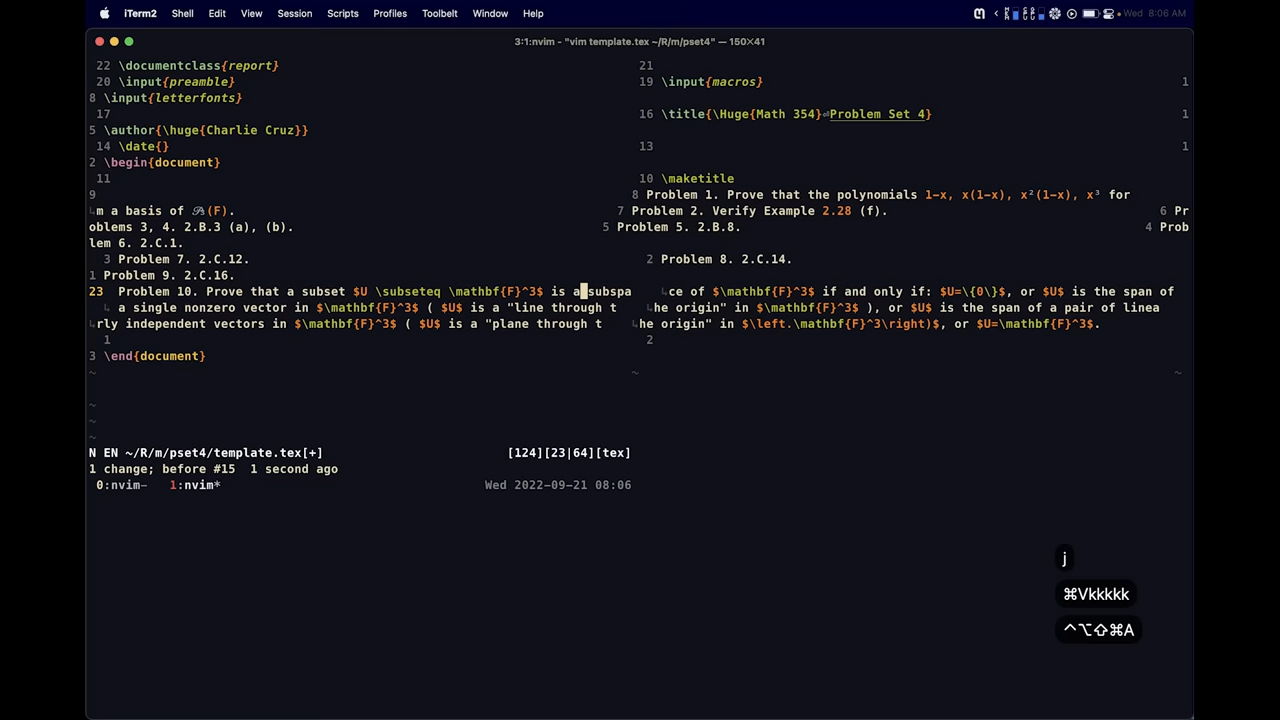 iTerm2 Shell Edit View Session Scripts Profiles Toolbelt Window Help Wed 8:06 AM
3:1:nvim - "vim template.tex ~/R/m/pset4" — 150×41
22 \documentclass{report} 21
20 \input{preamble} 19 \input{macros} 1
8 \input{letterfonts}
17 16 \title{\Huge{Math 354}⏎Problem Set 4} 1
5 \author{\huge{Charlie Cruz}}
14 \date{} 13 1
2 \begin{document}
11 10 \maketitle
9 8 Problem 1. Prove that the polynomials 1-x, x(1-x), x²(1-x), x³ for
↳m a basis of 𝒫₃(F). 7 Problem 2. Verify Example 2.28 (f). 6 Pr
oblems 3, 4. 2.B.3 (a), (b). 5 Problem 5. 2.B.8. 4 Prob
lem 6. 2.C.1.
3 Problem 7. 2.C.12. 2 Problem 8. 2.C.14.
1 Problem 9. 2.C.16.
23 Problem 10. Prove that a subset $U \subseteq \mathbf{F}^3$ is a subspa ↳ce of $\mathbf{F}^3$ if and only if: $U=\{0\}$, or $U$ is the span of
↳ a single nonzero vector in $\mathbf{F}^3$ ( $U$ is a "line through t ↳he origin" in $\mathbf{F}^3$ ), or $U$ is the span of a pair of linea
↳rly independent vectors in $\mathbf{F}^3$ ( $U$ is a "plane through t ↳he origin" in $\left.\mathbf{F}^3\right)$, or $U=\mathbf{F}^3$.
1 2
3 \end{document}
~ ~ ~
~
~
~
N EN ~/R/m/pset4/template.tex[+] [124][23|64][tex]
1 change; before #15 1 second ago
0:nvim- 1:nvim* Wed 2022-09-21 08:06
j
⌘Vkkkkk
^⌥⇧⌘A